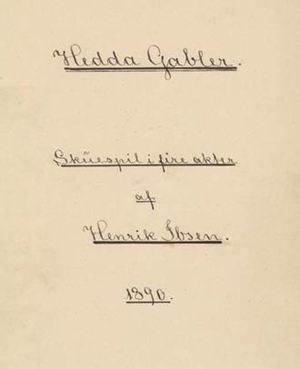 Hedda Gabler.
Skuespil i fire akter
af
Henrik Ibsen.
1890.